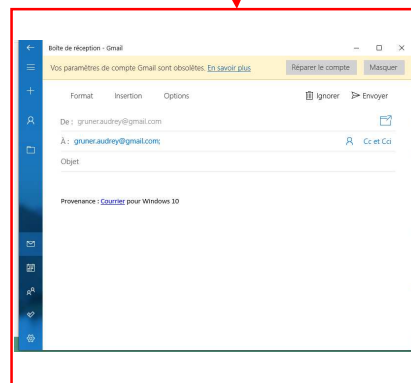 Boîte de réception - Gmail
Vos paramètres de compte Gmail sont obsolètes. En savoir plus Réparer le compte Masquer
Format Insertion Options Ignorer Envoyer
De : gruner.audrey@gmail.com
À : gruner.audrey@gmail.com; Cc et Cci
Objet
Provenance : Courrier pour Windows 10